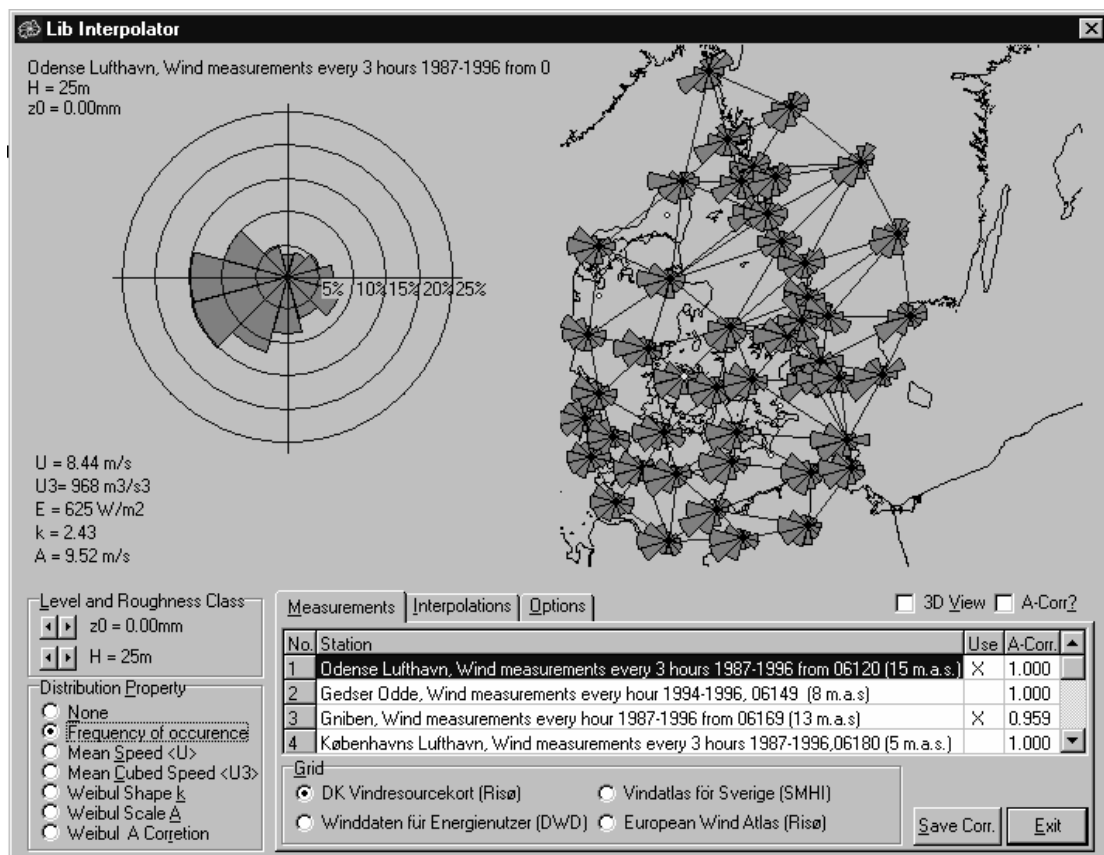 Lib Interpolator
Odense Lufthavn, Wind measurements every 3 hours 1987-1996 from 0
H = 25m
z0 = 0.00mm
5% 10% 15% 20% 25%
U = 8.44 m/s
U3= 968 m3/s3
E = 625 W/m2
k = 2.43
A = 9.52 m/s
Level and Roughness Class
z0 = 0.00mm
H = 25m
Distribution Property
None
Frequency of occurence
Mean Speed <U>
Mean Cubed Speed <U3>
Weibul Shape k
Weibul Scale A
Weibul A Corretion
Measurements Interpolations Options
3D View A-Corr?
No. Station Use A-Corr.
1 Odense Lufthavn, Wind measurements every 3 hours 1987-1996 from 06120 (15 m.a.s.) X 1.000
2 Gedser Odde, Wind measurements every hour 1994-1996, 06149 (8 m.a.s) 1.000
3 Gniben, Wind measurements every hour 1987-1996 from 06169 (13 m.a.s) X 0.959
4 Københavns Lufthavn, Wind measurements every 3 hours 1987-1996,06180 (5 m.a.s.) 1.000
Grid
DK Vindresourcekort (Risø) Vindatlas för Sverige (SMHI)
Winddaten für Energienutzer (DWD) European Wind Atlas (Risø)
Save Corr. Exit